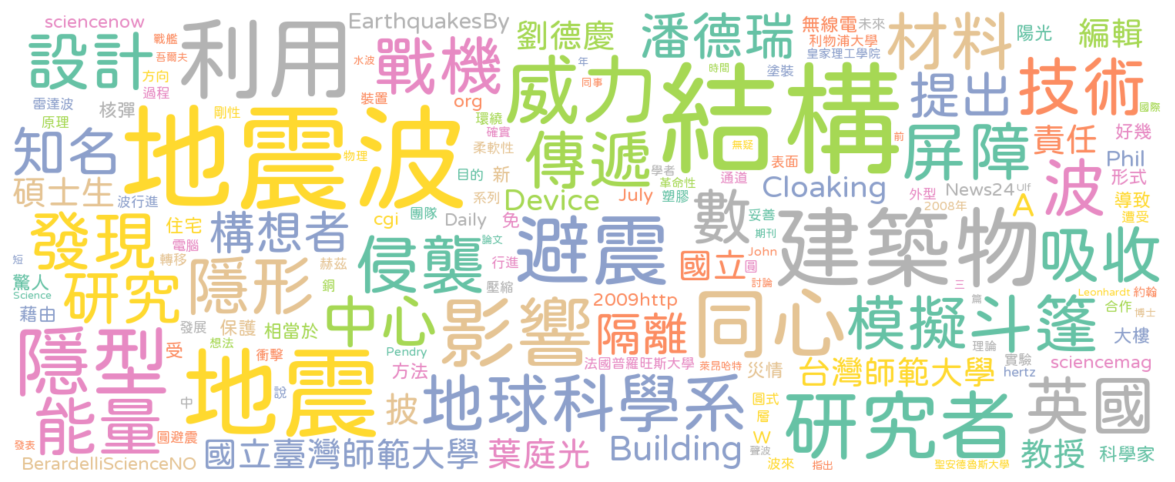 sciencenow 戰艦 利用 EarthquakesBy 劉德慶 潘德瑞 無線電 未來 材料 陽光 編輯
設計 吾爾夫 戰機 利物浦大學
水波 年 同事 時間 塗裝 皇家理工學院
雷達波 方向 過程 核彈 裝置 org 威力 結構 提出 技術 國際
原理 剛性 環繞 確實 柔軟性 無疑 前 責任 好幾
知名 地震波 物理 傳遞 學者 表面 屏障 Phil 形式
碩士生 波行進 目的 新 系列 革命性 塑膠 通道 Cloaking 外型 News24 Ulf 波 導致 遭受
Device July 2008年 A
發現 住宅 構想者 cgi 團隊 Daily 免 避震 數 妥善 期刊 建築物 吸收
電腦 轉移 侵襲 論文 John
短 驚人 研究 隱形 赫茲 行進 國立 圓 討論 三 Leonhardt 約翰
Science 銅 壓縮 2009http 篇 合作 博士
藉由 發展 保護 相當於 中心 影響 隔離 同心 模擬斗篷 大樓
隱型 受 想法 衝擊 Pendry 方法 法國普羅旺斯大學 萊昂哈特 災情 理論 實驗 hertz sciencemag
能量 地震 說 披 地球科學系 台灣師範大學 英國
中 圓式 層 研究者
發表 圓避震 W 聲波
BerardelliScienceNO 國立臺灣師範大學 葉庭光 Building 波來 指出 聖安德魯斯大學 教授 科學家